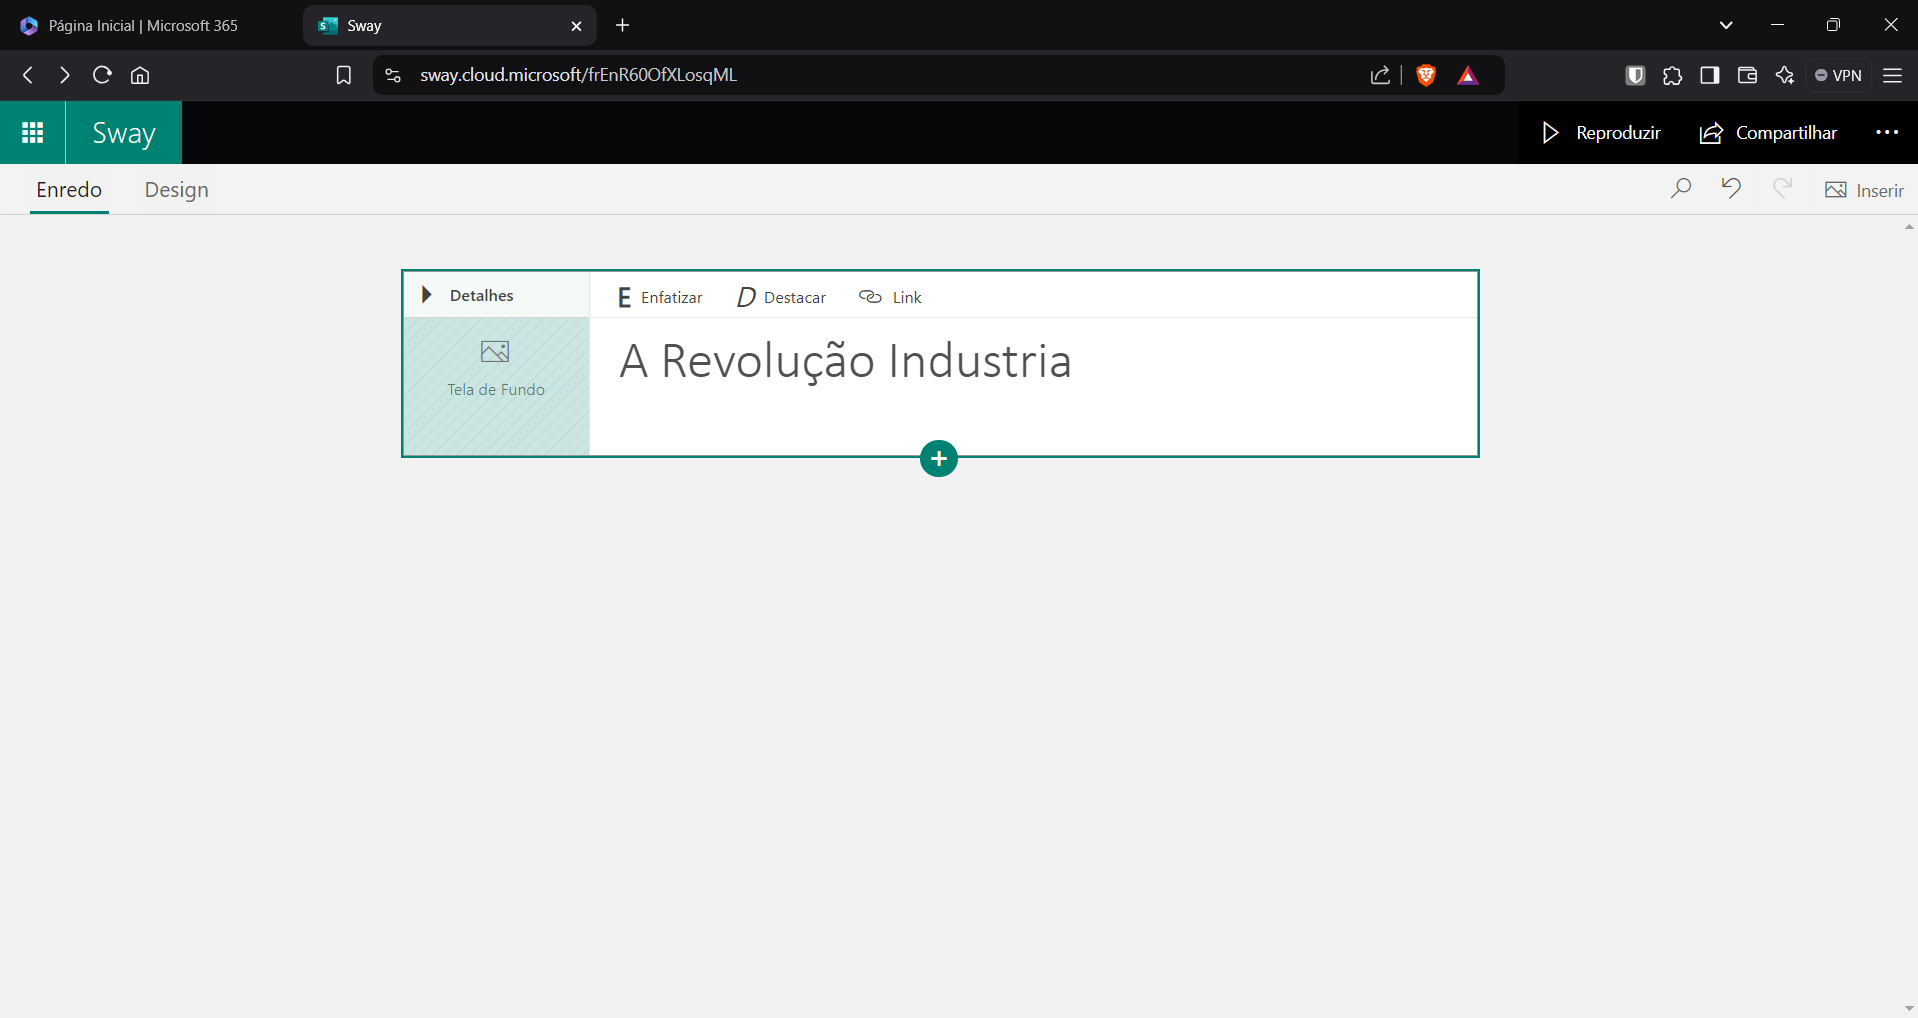 Página Inicial | Microsoft 365
Sway
sway.cloud.microsoft/frEnR60OfXLosqML
VPN
Sway
Reproduzir
Compartilhar
Enredo
Design
Inserir
Detalhes
E Enfatizar
D Destacar
Link
Tela de Fundo
A Revolução Industria